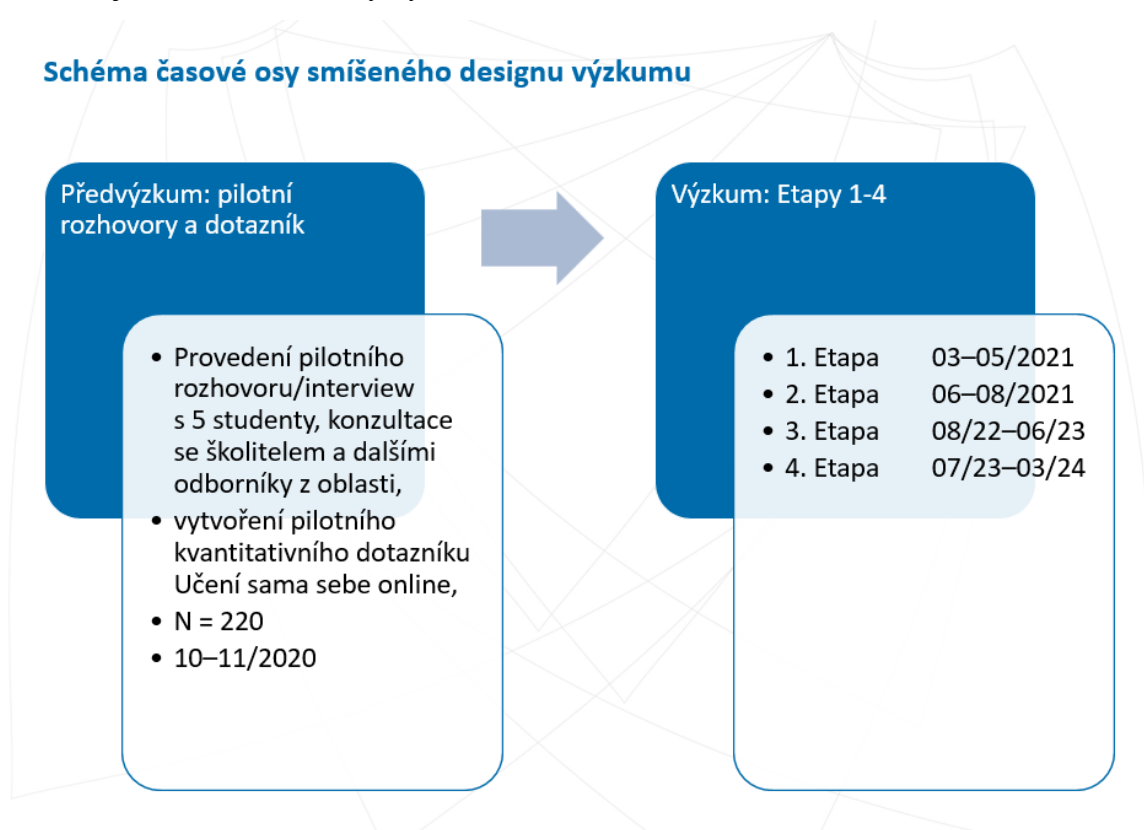 Schéma časové osy smíšeného designu výzkumu
Předvýzkum: pilotní
rozhovory a dotazník
• Provedení pilotního
rozhovoru/interview
s 5 studenty, konzultace
se školitelem a dalšími
odborníky z oblasti,
• vytvoření pilotního
kvantitativního dotazníku
Učení sama sebe online,
• N = 220
• 10–11/2020
Výzkum: Etapy 1-4
• 1. Etapa 03–05/2021
• 2. Etapa 06–08/2021
• 3. Etapa 08/22–06/23
• 4. Etapa 07/23–03/24